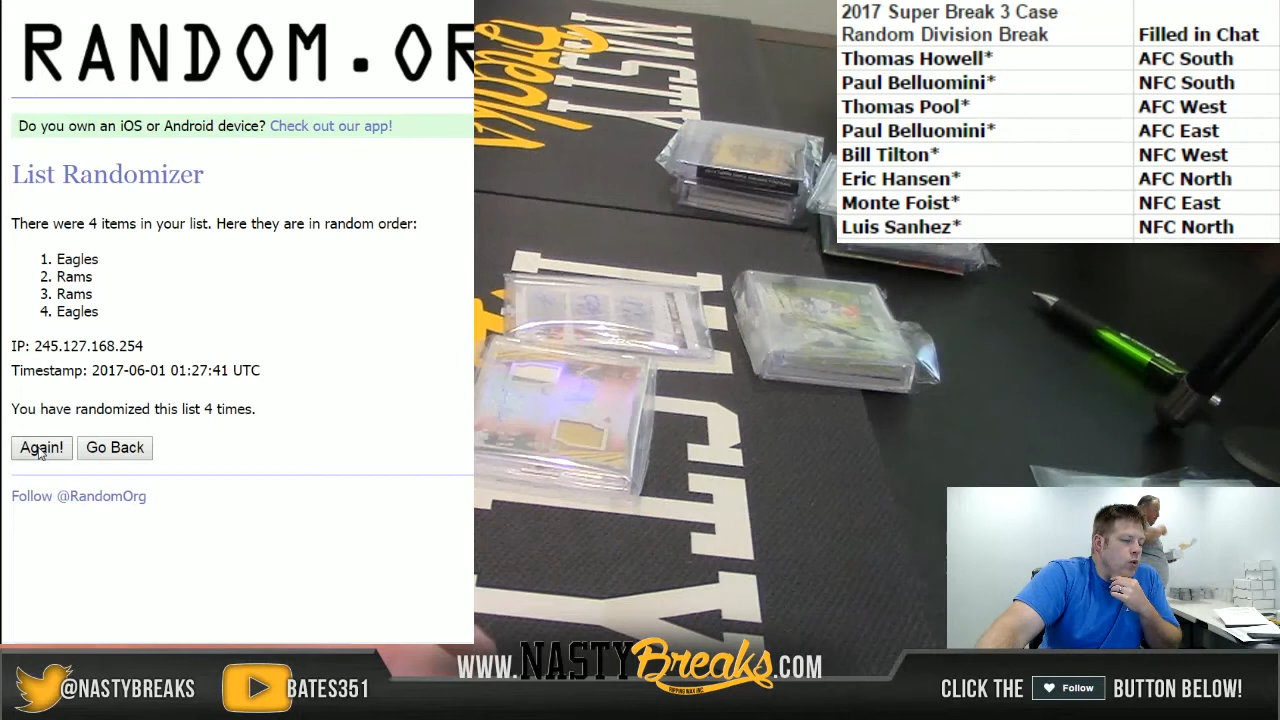 RANDOM.OR
Do you own an iOS or Android device? Check out our app!
List Randomizer
There were 4 items in your list. Here they are in random order:
1. Eagles
2. Rams
3. Rams
4. Eagles
IP: 245.127.168.254
Timestamp: 2017-06-01 01:27:41 UTC
You have randomized this list 4 times.
Again! Go Back
Follow @RandomOrg
2017 Super Break 3 Case
Random Division Break Filled in Chat
Thomas Howell* AFC South
Paul Belluomini* NFC South
Thomas Pool* AFC West
Paul Belluomini* AFC East
Bill Tilton* NFC West
Eric Hansen* AFC North
Monte Foist* NFC East
Luis Sanhez* NFC North
NASTY
Breaks
NASTY
@NASTYBREAKS
BATES351
WWW.NASTYBreaks.COM
RIPPING WAX INC.
CLICK THE Follow BUTTON BELOW!